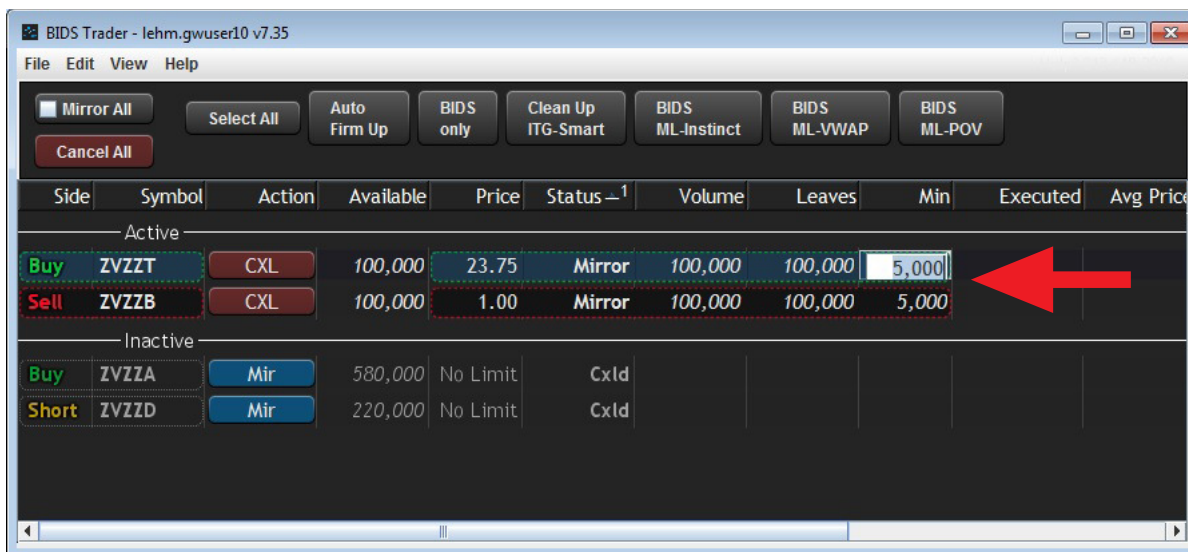 BIDS Trader - lehm.gwuser10 v7.35
File Edit View Help
Mirror All Select All Auto Firm Up BIDS only Clean Up ITG-Smart BIDS ML-Instinct BIDS ML-VWAP BIDS ML-POV
Cancel All
Side Symbol Action Available Price Status 1 Volume Leaves Min Executed Avg Price
Active
Buy ZVZZT CXL 100,000 23.75 Mirror 100,000 100,000 5,000
Sell ZVZZB CXL 100,000 1.00 Mirror 100,000 100,000 5,000
Inactive
Buy ZVZZA Mir 580,000 No Limit Cxld
Short ZVZZD Mir 220,000 No Limit Cxld